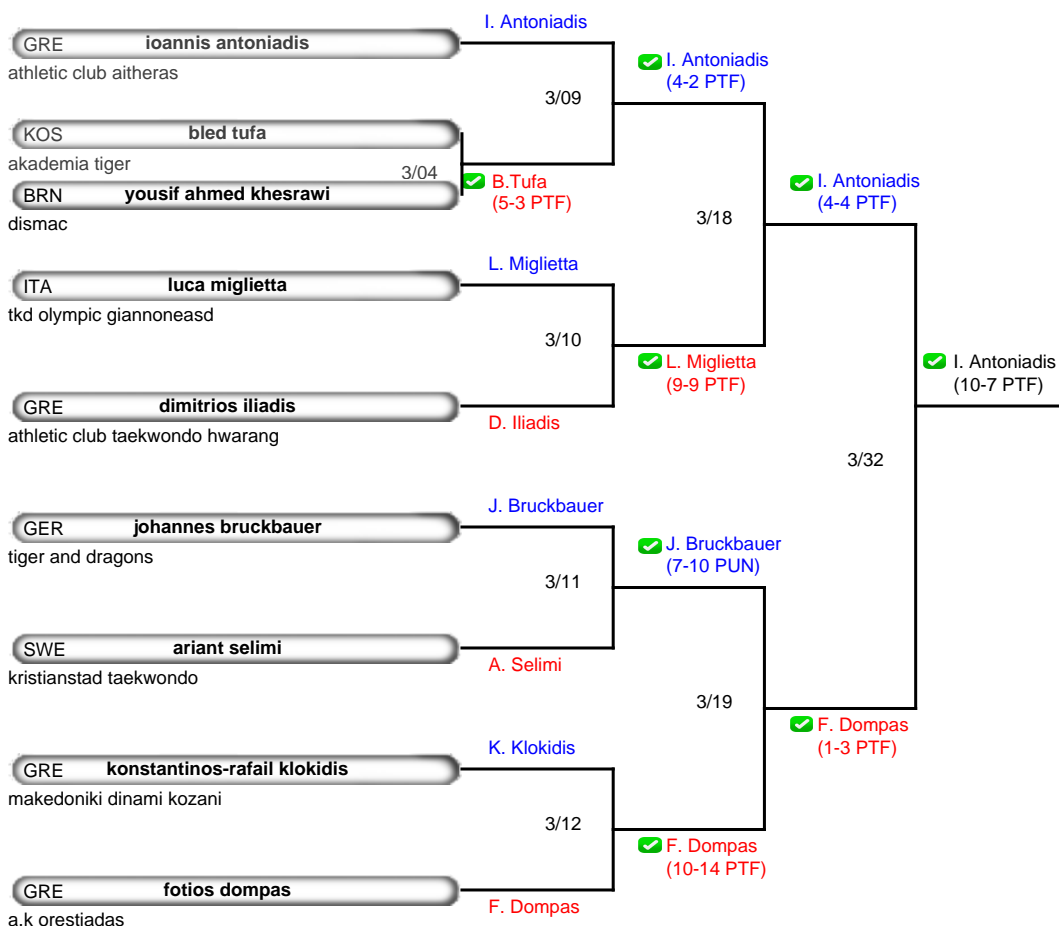 I. Antoniadis
GRE ioannis antoniadis
athletic club aitheras
I. Antoniadis
(4-2 PTF)
3/09
KOS bled tufa
akademia tiger
3/04
B.Tufa
(5-3 PTF)
BRN yousif ahmed khesrawi
dismac
I. Antoniadis
(4-4 PTF)
3/18
L. Miglietta
ITA luca miglietta
tkd olympic giannoneasd
3/10
L. Miglietta
(9-9 PTF)
I. Antoniadis
(10-7 PTF)
GRE dimitrios iliadis
athletic club taekwondo hwarang
D. Iliadis
3/32
J. Bruckbauer
GER johannes bruckbauer
tiger and dragons
J. Bruckbauer
(7-10 PUN)
3/11
SWE ariant selimi
kristianstad taekwondo
A. Selimi
3/19
F. Dompas
(1-3 PTF)
K. Klokidis
GRE konstantinos-rafail klokidis
makedoniki dinami kozani
3/12
F. Dompas
(10-14 PTF)
GRE fotios dompas
a.k orestiadas
F. Dompas